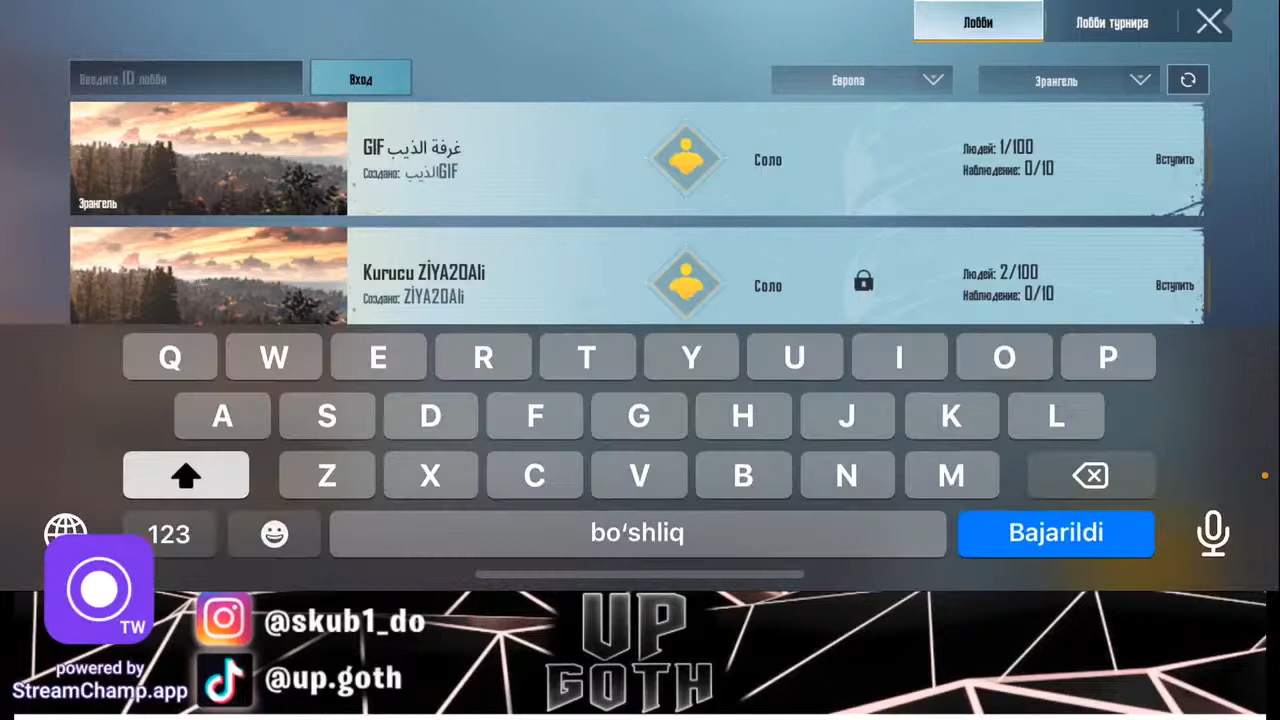 Лобби
Лобби турнира
Введите ID лобби
Вход
Европа
Эрангель
GIF غرفة الذيب
Создано: الذيبGIF
Соло
Людей: 1/100
Наблюдение: 0/10
Вступить
Эрангель
Kurucu ZİYA20Ali
Создано: ZİYA20Ali
Соло
Людей: 2/100
Наблюдение: 0/10
Вступить
Q W E R T Y U I O P
A S D F G H J K L
Z X C V B N M
123
boʻshliq
Bajarildi
TW
powered by
StreamChamp.app
@skub1_do
@up.goth
UP
GOTH